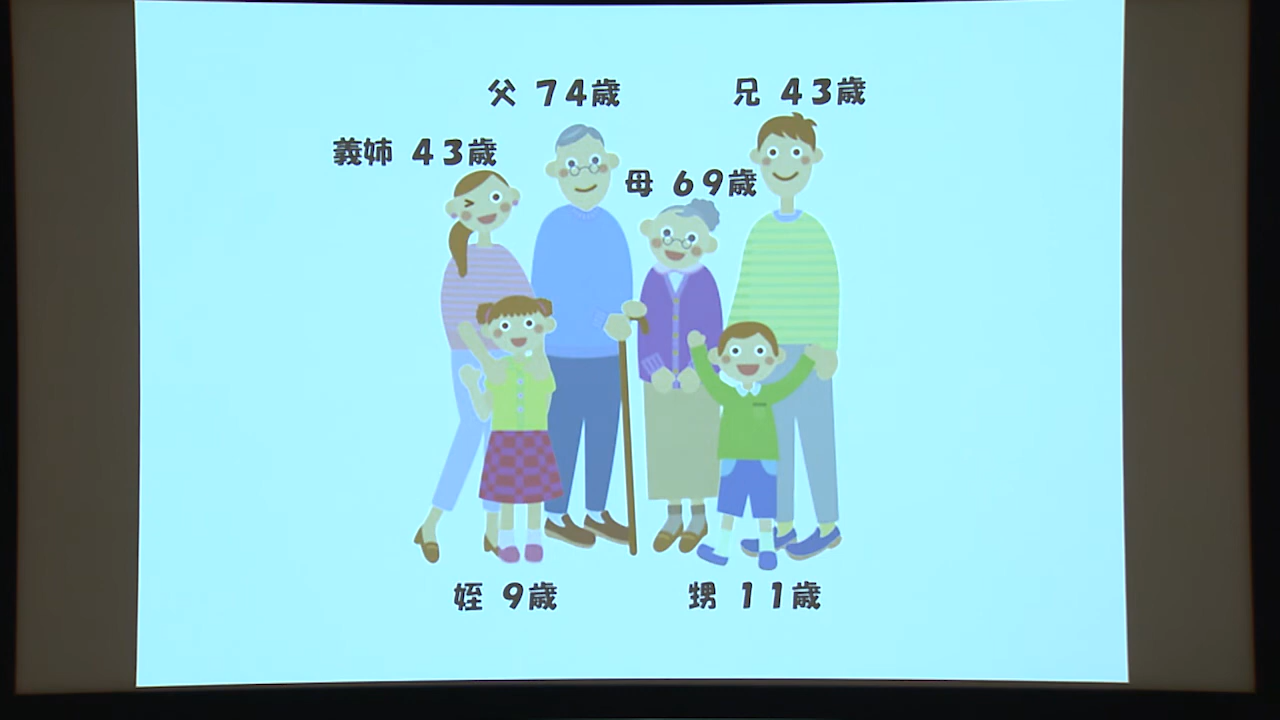 父 74歳
兄 43歳
義姉 43歳
母 69歳
姪 9歳
甥 11歳